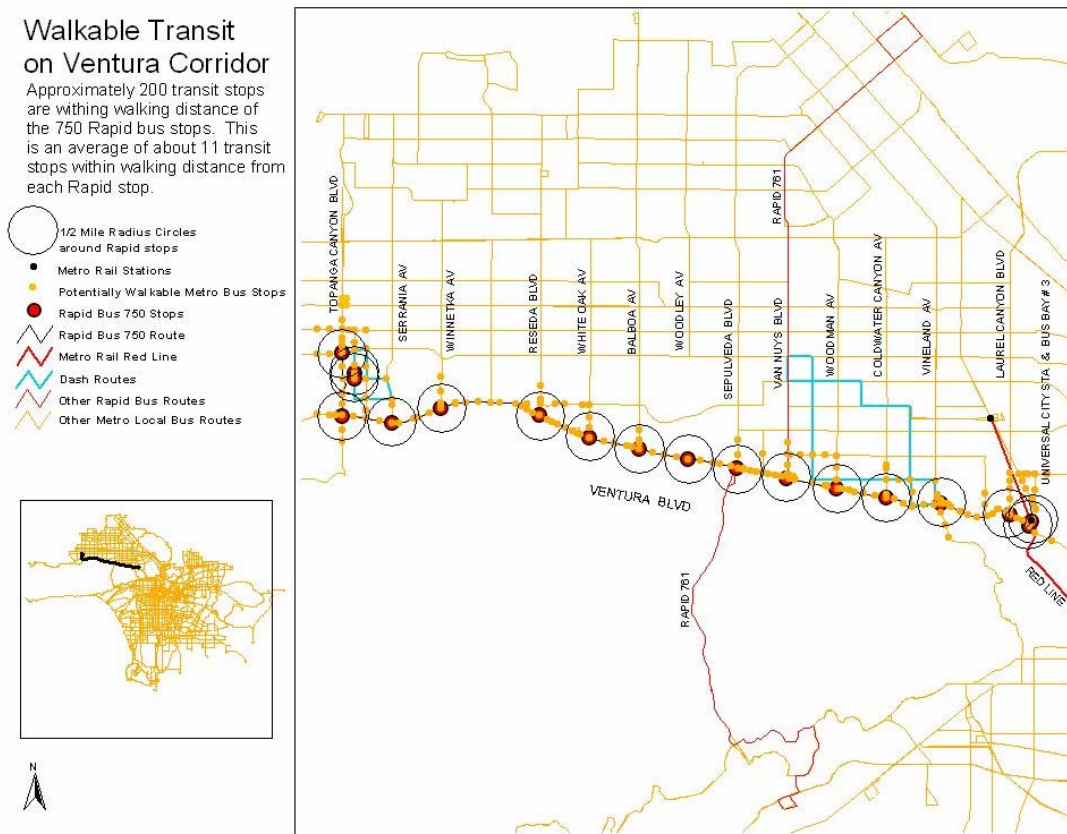 Walkable Transit
on Ventura Corridor
Approximately 200 transit stops
are withing walking distance of
the 750 Rapid bus stops. This
is an average of about 11 transit
stops within walking distance from
each Rapid stop.
1/2 Mile Radius Circles
around Rapid stops
Metro Rail Stations
Potentially Walkable Metro Bus Stops
Rapid Bus 750 Stops
Rapid Bus 750 Route
Metro Rail Red Line
Dash Routes
Other Rapid Bus Routes
Other Metro Local Bus Routes
N
TOPANGA CANYON BLVD
SERRANIA AV
WINNETKA AV
RESEDA BLVD
WHITE OAK AV
BALBOA AV
WOODLEY AV
SEPULVEDA BLVD
VAN NUYS BLVD
RAPID 761
WOODMAN AV
COLDWATER CANYON AV
VINELAND AV
LAUREL CANYON BLVD
UNIVERSAL CITY STA & BUSBAY # 3
VENTURA BLVD
RAPID 761
RED LINE